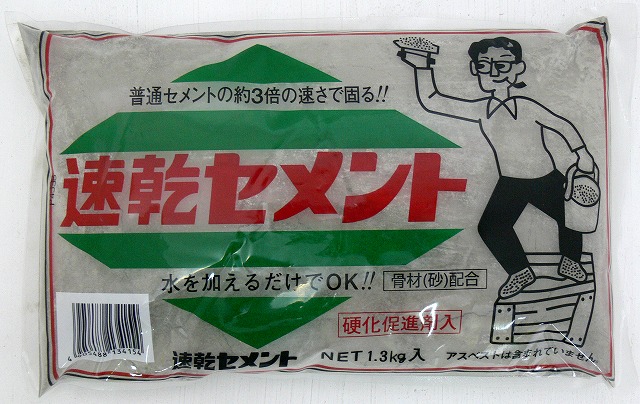 普通セメントの約3倍の速さで固る!!
速乾セメント
水を加えるだけでOK!!
骨材(砂)配合
硬化促進剤入
速乾セメント NET 1.3kg入
アスベストは含まれていません。